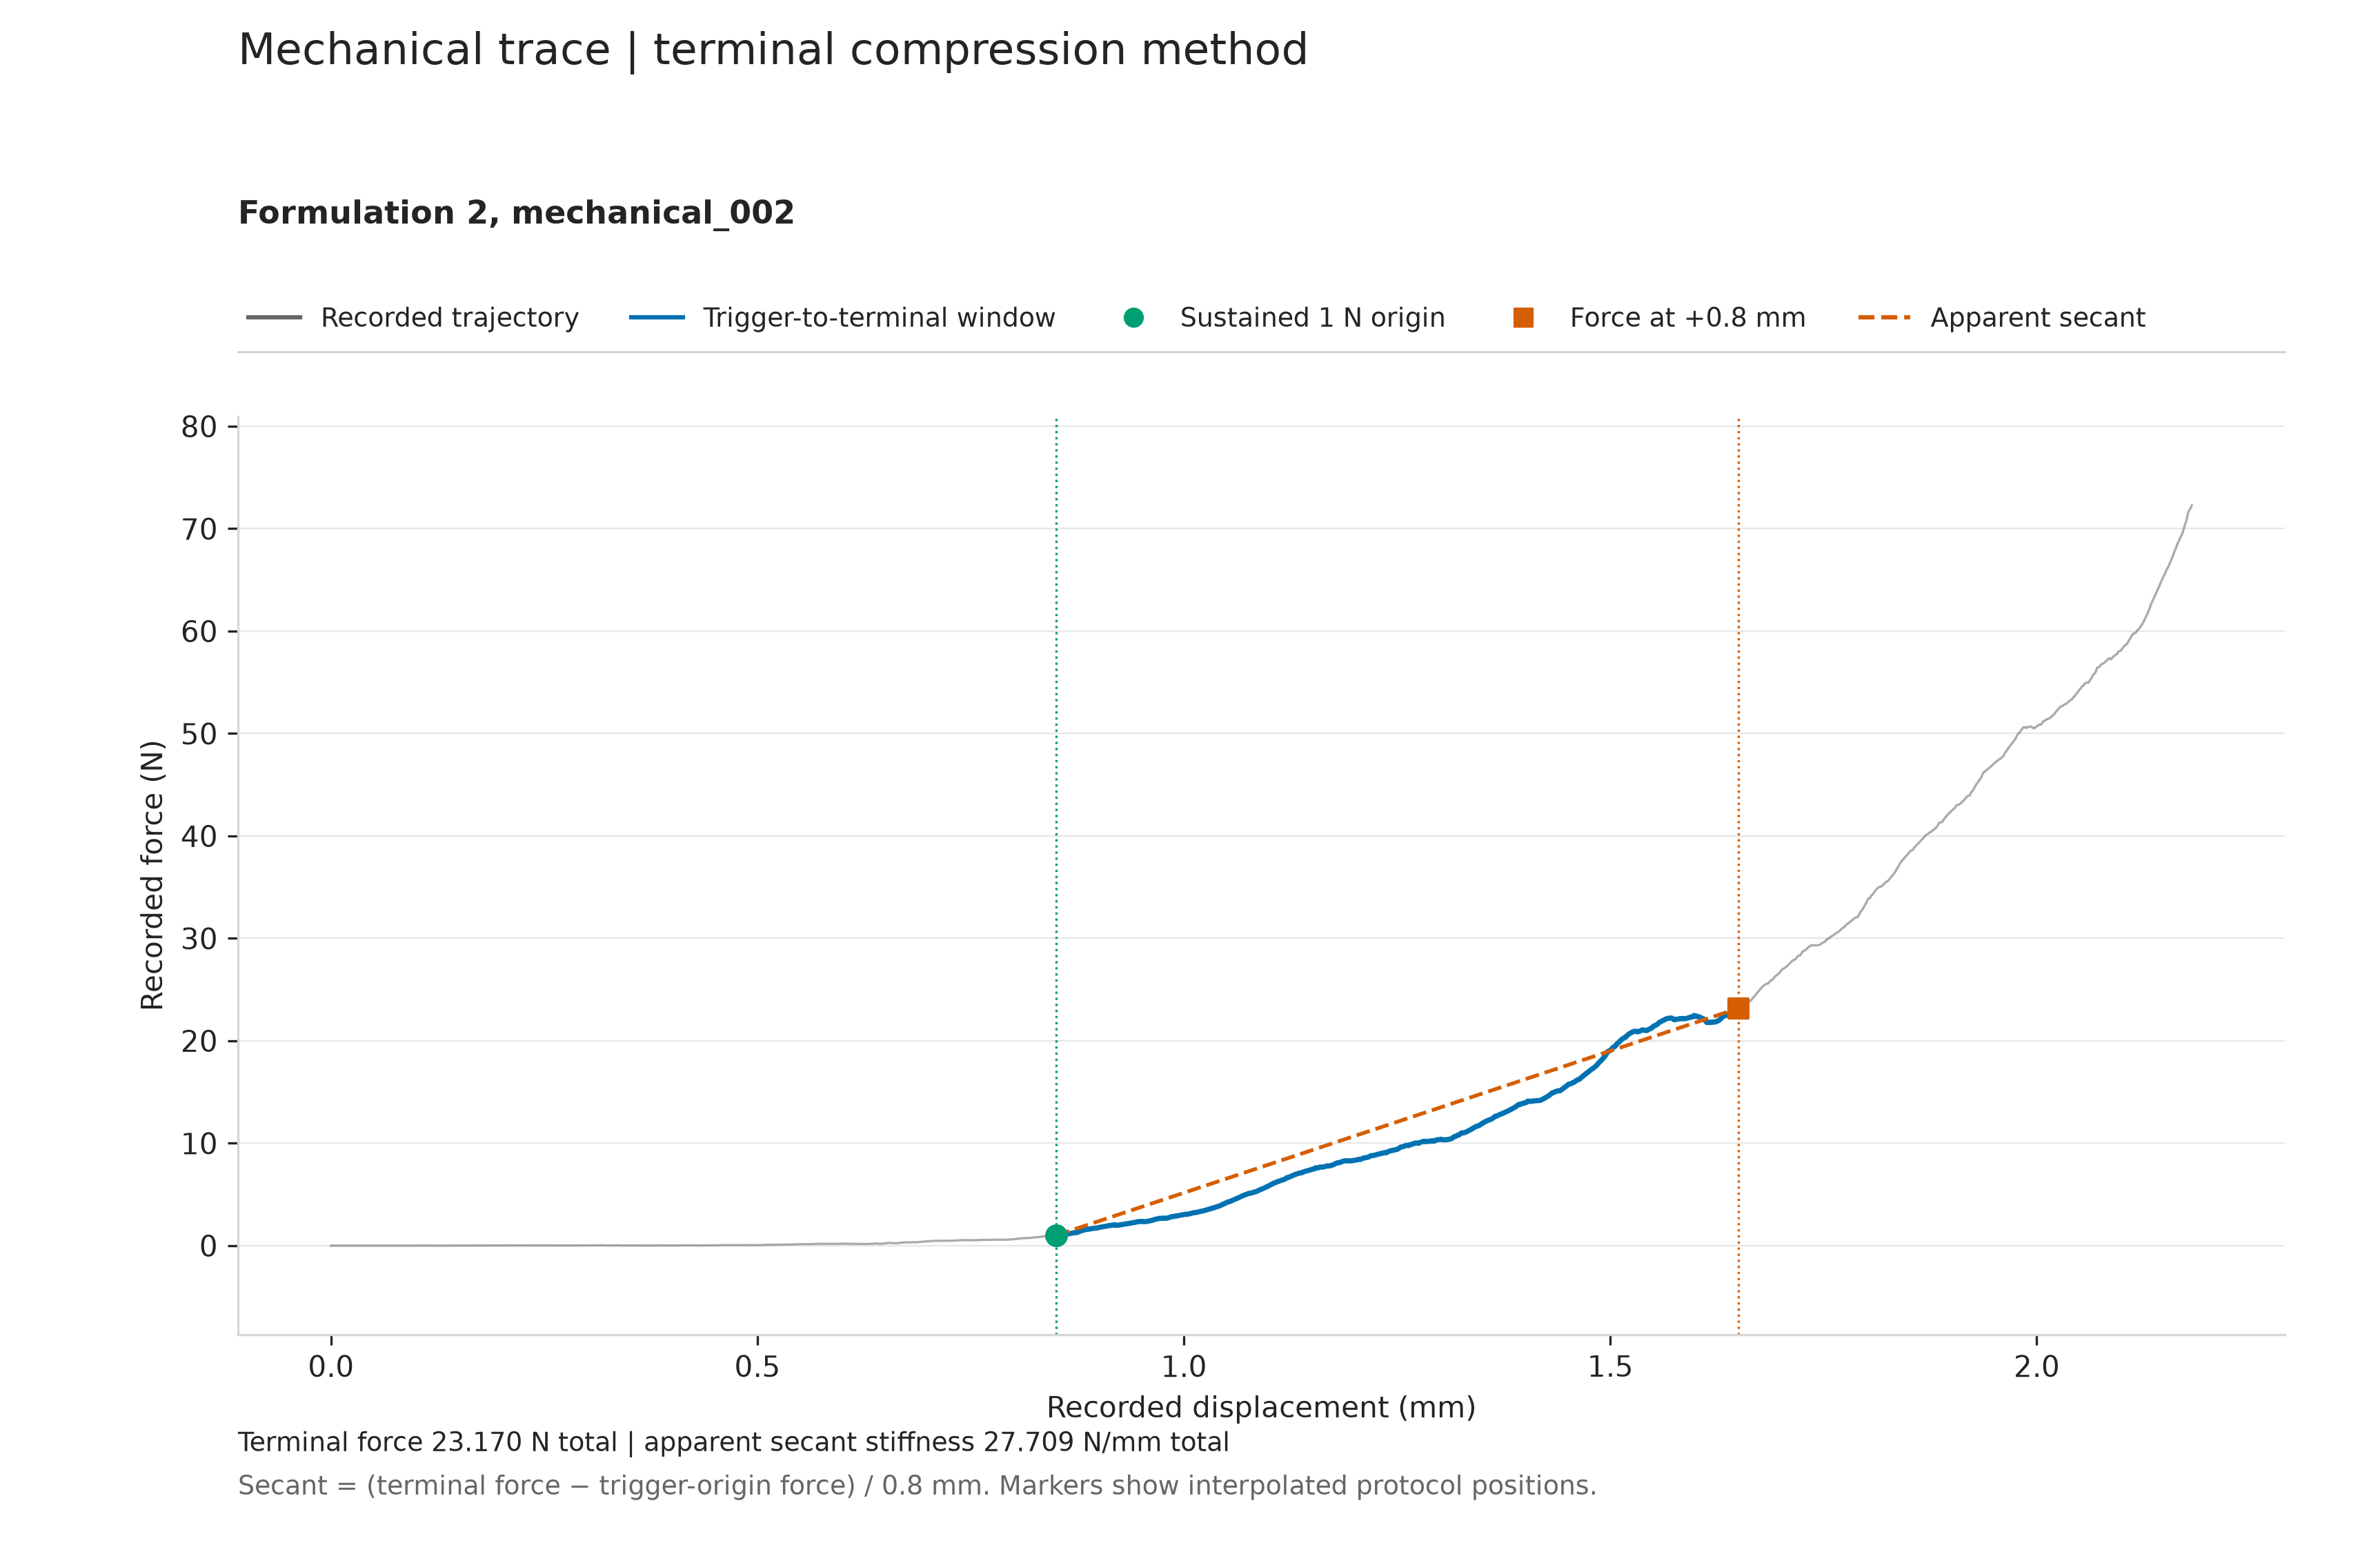 Mechanical trace | terminal compression method
Formulation 2, mechanical_002
Recorded trajectory
Trigger-to-terminal window
Sustained 1 N origin
Force at +0.8 mm
Apparent secant
80
70
60
50
40
30
20
10
0
Recorded force (N)
0.0
0.5
1.0
1.5
2.0
Recorded displacement (mm)
Terminal force 23.170 N total | apparent secant stiffness 27.709 N/mm total
Secant = (terminal force − trigger-origin force) / 0.8 mm. Markers show interpolated protocol positions.